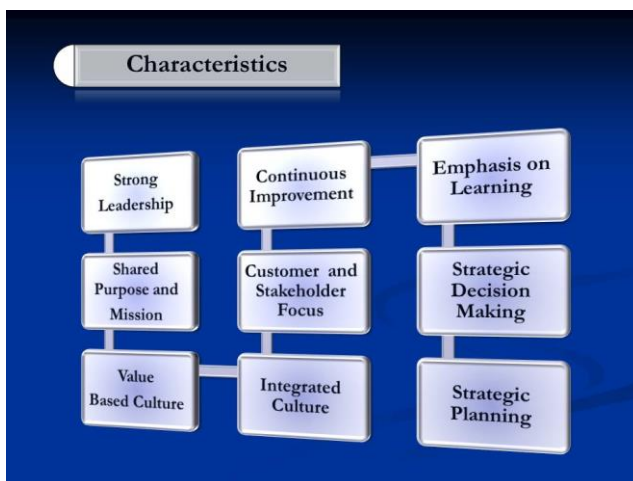 Characteristics
Strong
Leadership
Shared
Purpose and
Mission
Value
Based Culture
Integrated
Culture
Customer and
Stakeholder
Focus
Continuous
Improvement
Emphasis on
Learning
Strategic
Decision
Making
Strategic
Planning